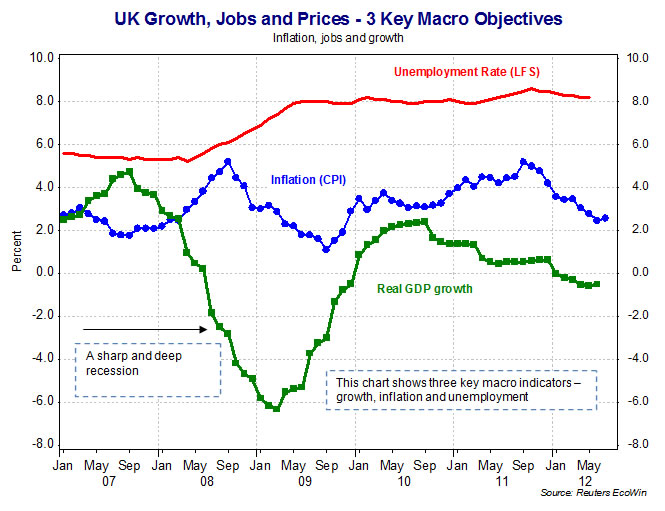 UK Growth, Jobs and Prices - 3 Key Macro Objectives
Inflation, jobs and growth
10.0 10.0
Unemployment Rate (LFS)
8.0 8.0
6.0 6.0
Inflation (CPI)
4.0 4.0
2.0 2.0
Percent
0.0 0.0
Real GDP growth
-2.0 -2.0
A sharp and deep
recession
-4.0 -4.0
This chart shows three key macro indicators –
growth, inflation and unemployment
-6.0 -6.0
-8.0 -8.0
Jan May Sep Jan May Sep Jan May Sep Jan May Sep Jan May Sep Jan May
07 08 09 10 11 12
Source: Reuters EcoWin